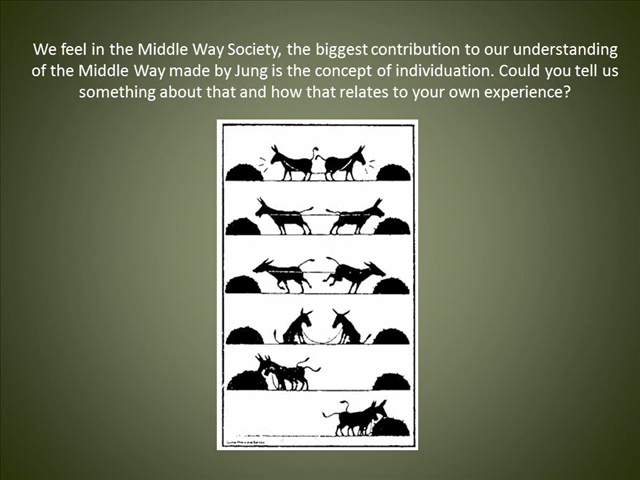 We feel in the Middle Way Society, the biggest contribution to our understanding
of the Middle Way made by Jung is the concept of individuation. Could you tell us
something about that and how that relates to your own experience?